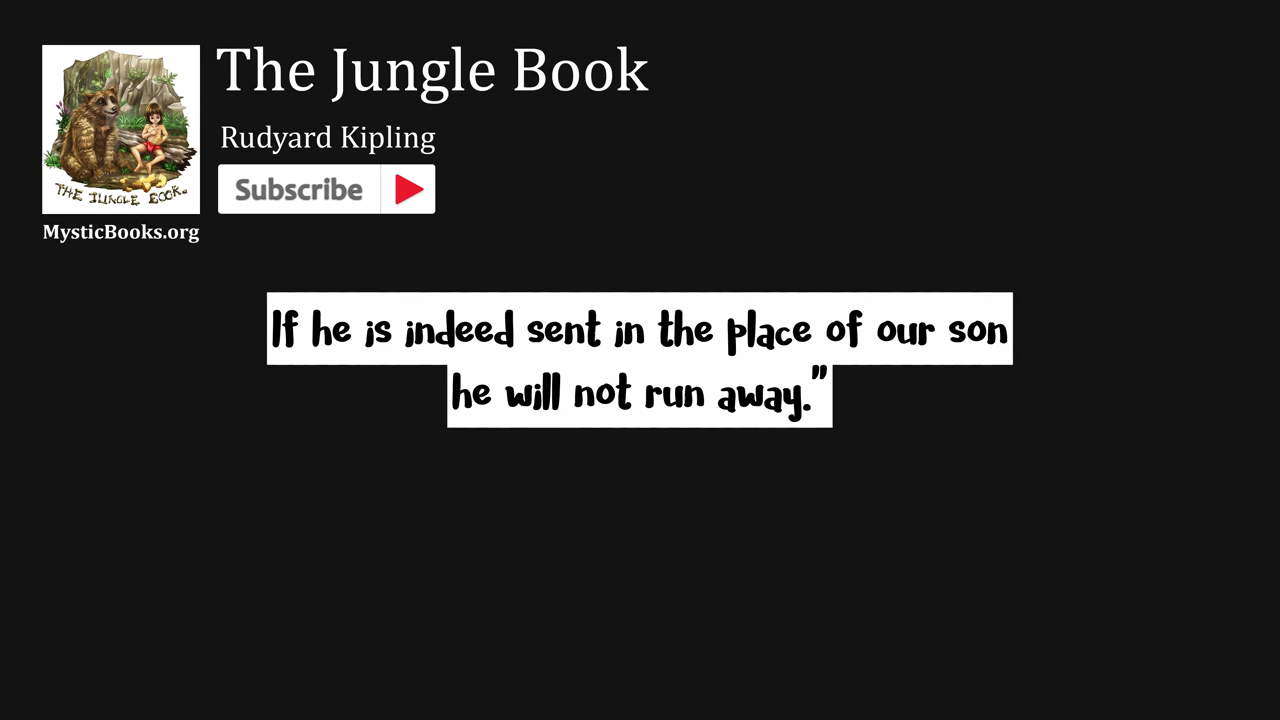 The Jungle Book
Rudyard Kipling
Subscribe
THE JUNGLE BOOK.
MysticBooks.org
If he is indeed sent in the place of our son
he will not run away."